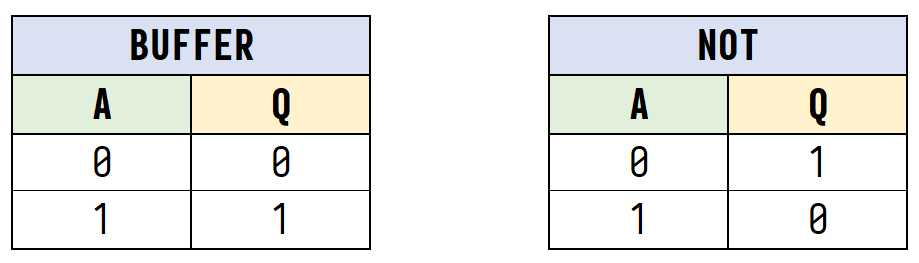 BUFFER
A Q
0 0
1 1
NOT
A Q
0 1
1 0